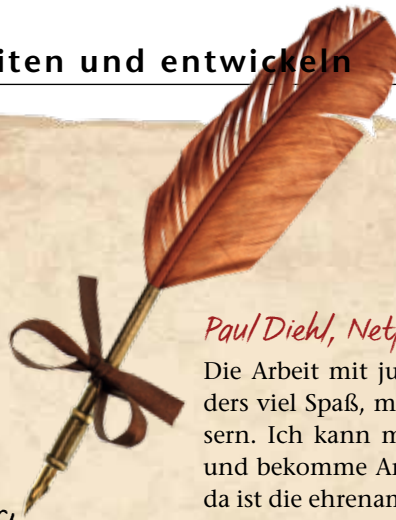 iten und entwickeln
Paul Diehl, Net
Die Arbeit mit ju
ders viel Spaß, m
sern. Ich kann m
und bekomme Ar
da ist die ehrenan